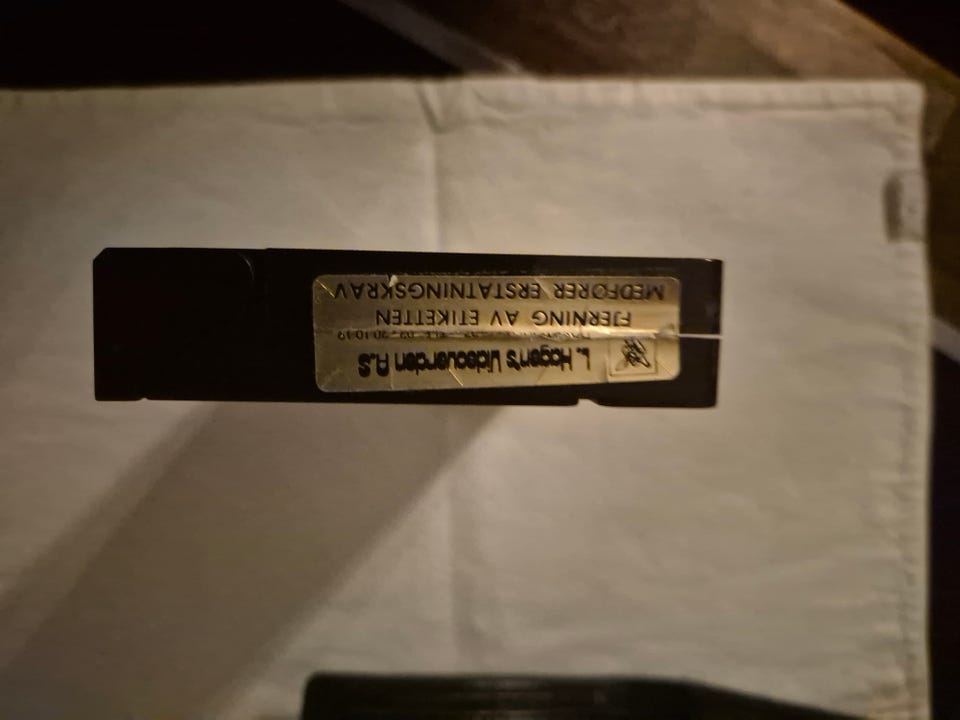 L. Hagen's Videoverden A.S
FJERNING AV ETIKETTEN
MEDFØRER ERSTATNINGSKRAV